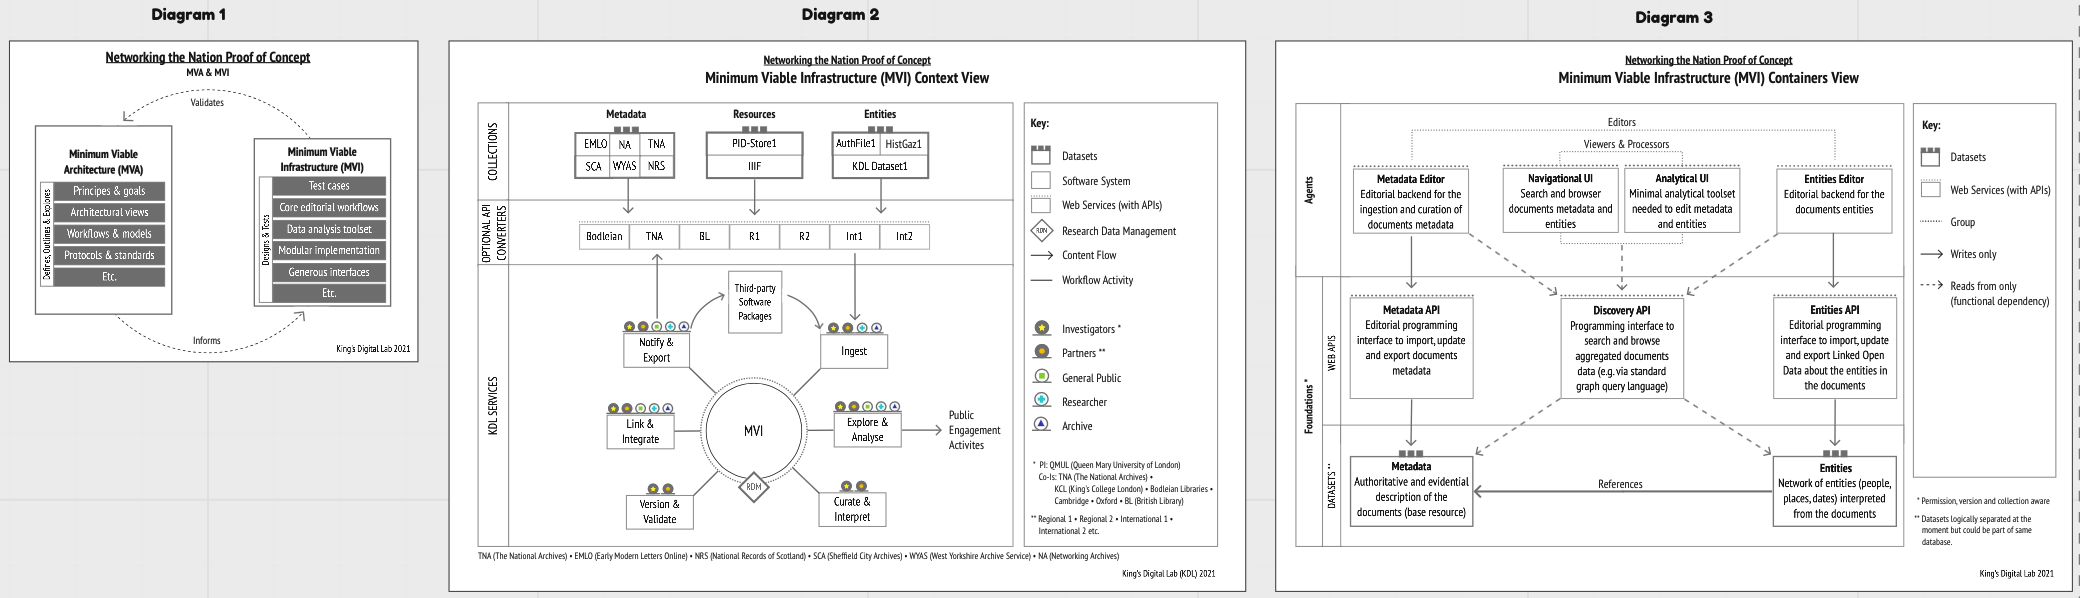 Diagram 1
Networking the Nation Proof of Concept
MVA & MVI
Validates
Minimum Viable
Architecture (MVA)
Defines, Outlines & Explores
Principes & goals
Architectural views
Workflows & models
Protocols & standards
Etc.
Minimum Viable
Infrastructure (MVI)
Designs & Tests
Test cases
Core editorial workflows
Data analysis toolset
Modular implementation
Generous interfaces
Etc.
Informs
King's Digital Lab 2021
Diagram 2
Networking the Nation Proof of Concept
Minimum Viable Infrastructure (MVI) Context View
COLLECTIONS
Metadata
EMLO NA TNA
SCA WYAS NRS
Resources
PID-Store1
IIIF
Entities
AuthFile1 HistGaz1
KDL Dataset1
OPTIONAL API
CONVERTERS
Bodleian TNA BL R1 R2 Int1 Int2
KDL SERVICES
Third-party
Software
Packages
Notify &
Export
Ingest
Link &
Integrate
MVI
Explore &
Analyse
Public
Engagement
Activites
Version &
Validate
RDM
Curate &
Interpret
Key:
Datasets
Software System
Web Services (with APIs)
RDM
Research Data Management
Content Flow
Workflow Activity
Investigators *
Partners **
General Public
Researcher
Archive
* PI: QMUL (Queen Mary University of London)
Co-Is: TNA (The National Archives) •
KCL (King's College London) • Bodleian Libraries •
Cambridge • Oxford • BL (British Library)
** Regional 1 • Regional 2 • International 1 •
International 2 etc.
TNA (The National Archives) • EMLO (Early Modern Letters Online) • NRS (National Records of Scotland) • SCA (Sheffield City Archives) • WYAS (West Yorkshire Archive Service) • NA (Networking Archives)
King's Digital Lab (KDL) 2021
Diagram 3
Networking the Nation Proof of Concept
Minimum Viable Infrastructure (MVI) Containers View
Agents
Editors
Viewers & Processors
Metadata Editor
Editorial backend for the
ingestion and curation of
documents metadata
Navigational UI
Search and browser
documents metadata and
entities
Analytical UI
Minimal analytical toolset
needed to edit metadata
and entities
Entities Editor
Editorial backend for the
documents entities
Foundations *
WEB APIS
Metadata API
Editorial programming
interface to import, update
and export documents
metadata
Discovery API
Programming interface to
search and browse
aggregated documents
data (e.g. via standard
graph query language)
Entities API
Editorial programming
interface to import, update
and export Linked Open
Data about the entities in
the documents
DATASETS **
Metadata
Authoritative and evidential
description of the
documents (base resource)
References
Entities
Network of entities (people,
places, dates) interpreted
from the documents
Key:
Datasets
Web Services (with APIs)
Group
Writes only
Reads from only
(functional dependency)
* Permission, version and collection aware
** Datasets logically separated at the
moment but could be part of same
database.
King's Digital Lab 2021